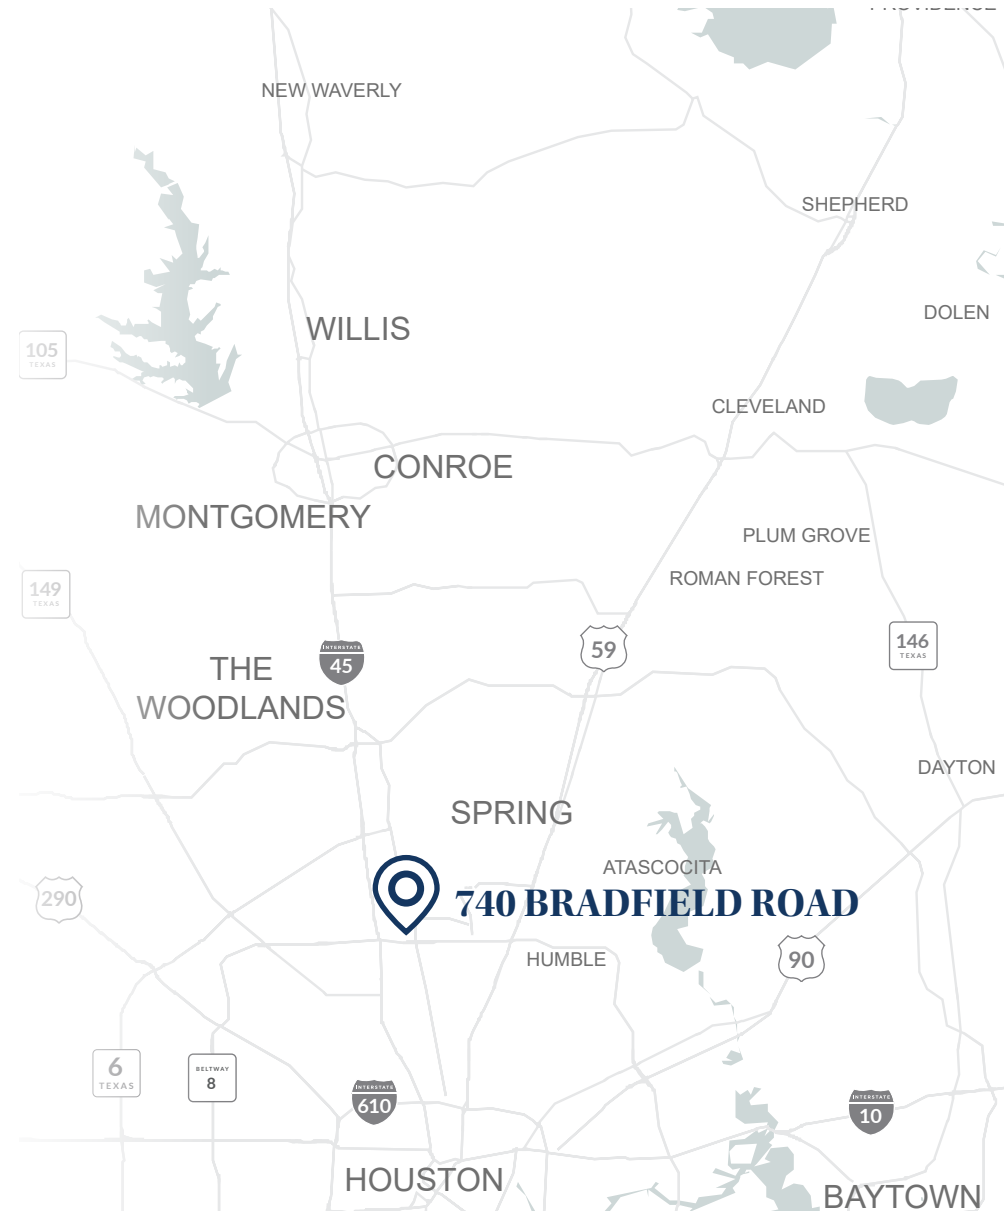 NEW WAVERLY
SHEPHERD
DOLEN
WILLIS
105
TEXAS
CLEVELAND
CONROE
MONTGOMERY
PLUM GROVE
ROMAN FOREST
149
TEXAS
146
TEXAS
59
INTERSTATE
45
THE
WOODLANDS
DAYTON
SPRING
ATASCOCITA
290
740 BRADFIELD ROAD
HUMBLE
90
6
TEXAS
BELTWAY
8
INTERSTATE
610
INTERSTATE
10
HOUSTON
BAYTOWN